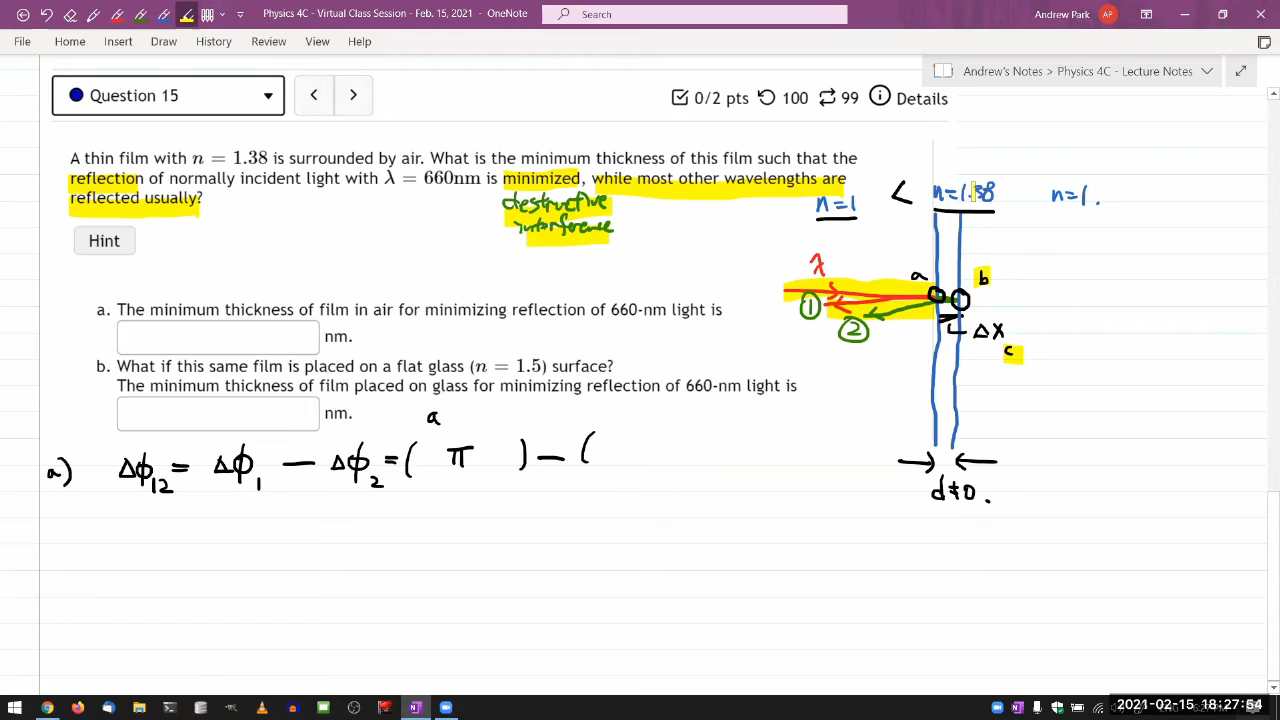 Physics 4C - Virtual Class Session - Feb. 15, 2021 - OneNote
Search
Andrew Park
AP
File Home Insert Draw History Review View Help
Question 15
0/2 pts 100 99 Details
Andrew's Notes > Physics 4C - Lecture Notes
A thin film with n = 1.38 is surrounded by air. What is the minimum thickness of this film such that the
reflection of normally incident light with λ = 660nm is minimized, while most other wavelengths are
reflected usually?
destructive
interference
n=1 < n=1.38 n=1.
Hint
λ
a
b
①
②
Δx
c
a. The minimum thickness of film in air for minimizing reflection of 660-nm light is
nm.
b. What if this same film is placed on a flat glass (n = 1.5) surface?
The minimum thickness of film placed on glass for minimizing reflection of 660-nm light is
nm.
a
a) Δϕ12 = Δϕ1 — Δϕ2 = ( π ) — (
d≠0.
2021-02-15 18:27:54